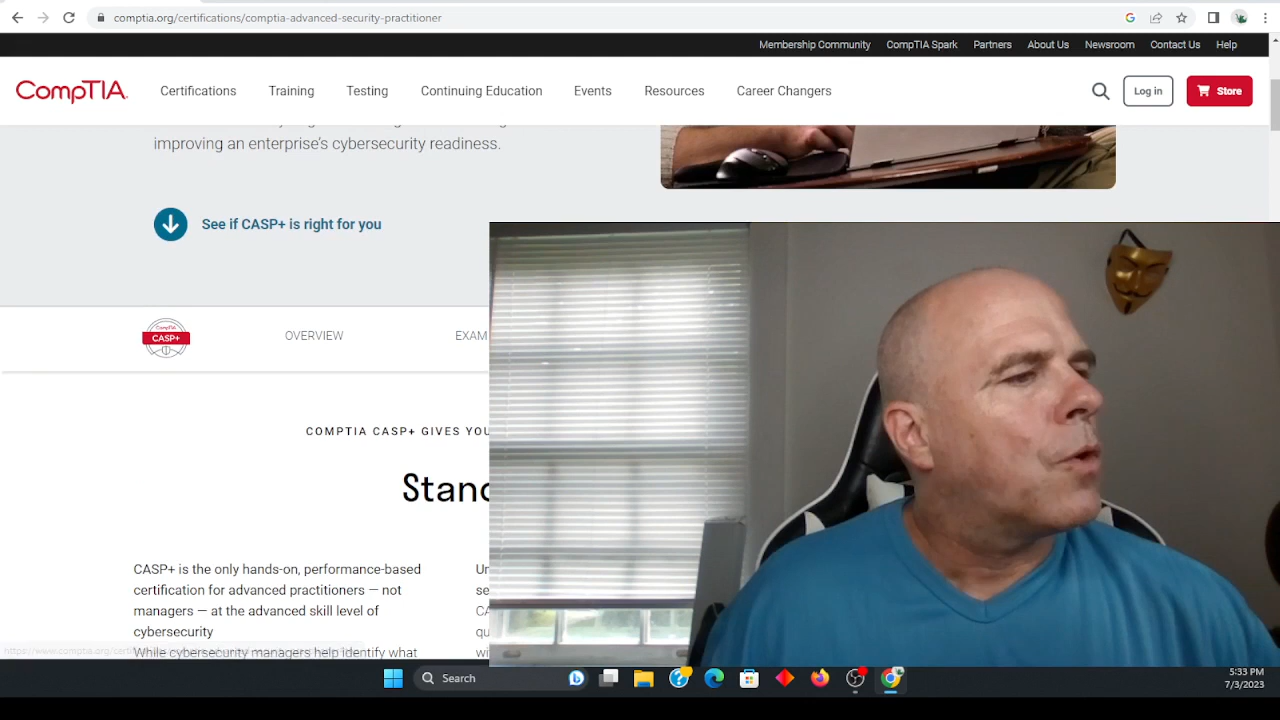 comptia.org/certifications/comptia-advanced-security-practitioner
Membership Community CompTIA Spark Partners About Us Newsroom Contact Us Help
CompTIA. Certifications Training Testing Continuing Education Events Resources Career Changers Log in Store
improving an enterprise's cybersecurity readiness.
See if CASP+ is right for you
CompTIA
CASP+
OVERVIEW EXAM
COMPTIA CASP+ GIVES YOU
Stand
CASP+ is the only hands-on, performance-based
certification for advanced practitioners — not
managers — at the advanced skill level of
cybersecurity
While cybersecurity managers help identify what
Search
5:33 PM
7/3/2023